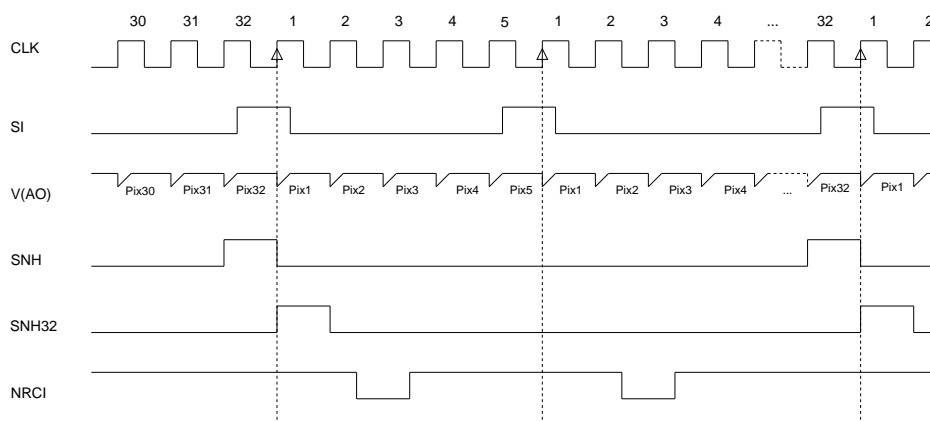 30 31 32 1 2 3 4 5 1 2 3 4 ... 32 1 2
CLK
SI
V(AO) Pix30 Pix31 Pix32 Pix1 Pix2 Pix3 Pix4 Pix5 Pix1 Pix2 Pix3 Pix4 ... Pix32 Pix1
SNH
SNH32
NRCI